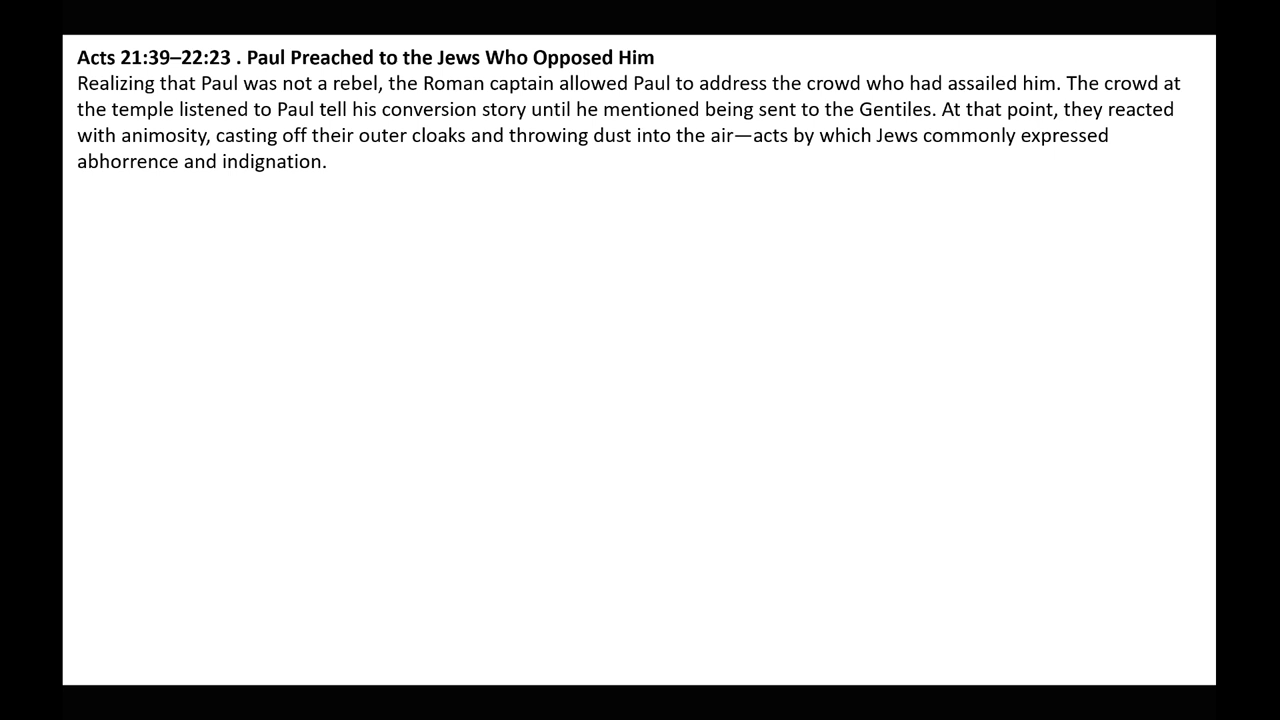 Acts 21:39–22:23 . Paul Preached to the Jews Who Opposed Him
Realizing that Paul was not a rebel, the Roman captain allowed Paul to address the crowd who had assailed him. The crowd at
the temple listened to Paul tell his conversion story until he mentioned being sent to the Gentiles. At that point, they reacted
with animosity, casting off their outer cloaks and throwing dust into the air—acts by which Jews commonly expressed
abhorrence and indignation.